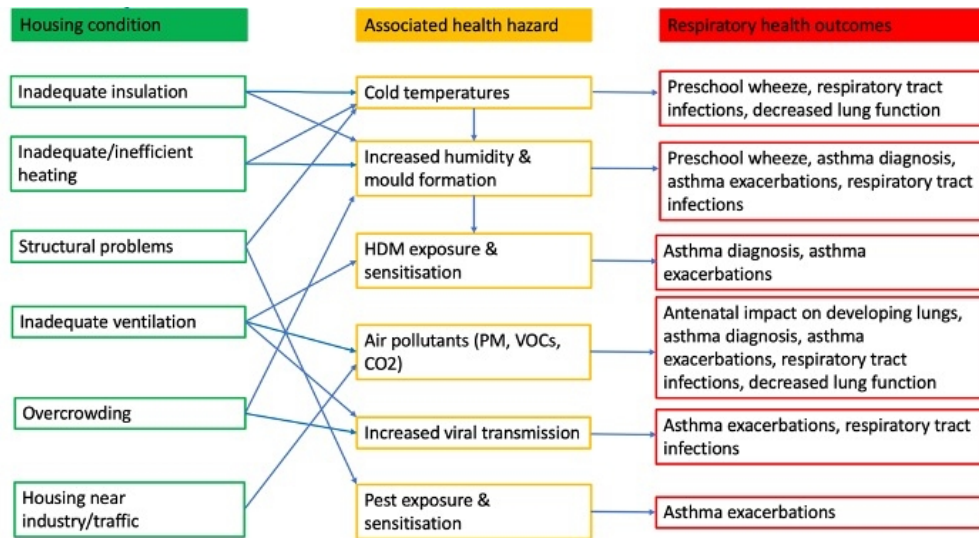 Housing condition
Associated health hazard
Respiratory health outcomes
Inadequate insulation
Cold temperatures
Preschool wheeze, respiratory tract
infections, decreased lung function
Inadequate/inefficient
heating
Increased humidity &
mould formation
Preschool wheeze, asthma diagnosis,
asthma exacerbations, respiratory tract
infections
Structural problems
HDM exposure &
sensitisation
Asthma diagnosis, asthma
exacerbations
Inadequate ventilation
Air pollutants (PM, VOCs,
CO2)
Antenatal impact on developing lungs,
asthma diagnosis, asthma
exacerbations, respiratory tract
infections, decreased lung function
Overcrowding
Increased viral transmission
Asthma exacerbations, respiratory tract
infections
Housing near
industry/traffic
Pest exposure &
sensitisation
Asthma exacerbations